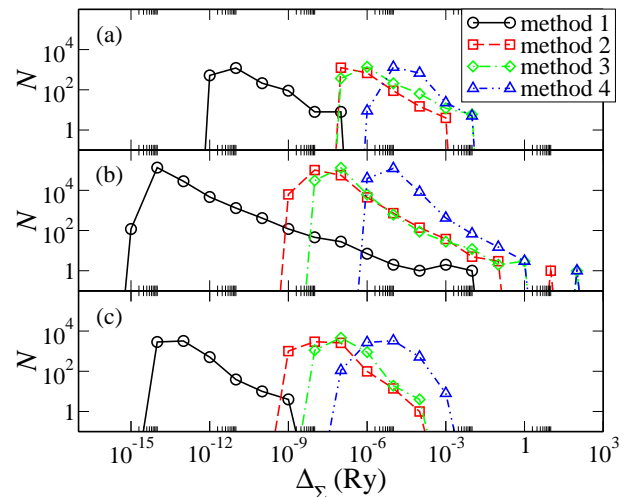 (a)
method 1
method 2
method 3
method 4
N
10^4
10^2
1
(b)
N
10^4
10^2
1
(c)
N
10^4
10^2
1
10^-15 10^-12 10^-9 10^-6 10^-3 1 10^3
Δ_Σ (Ry)